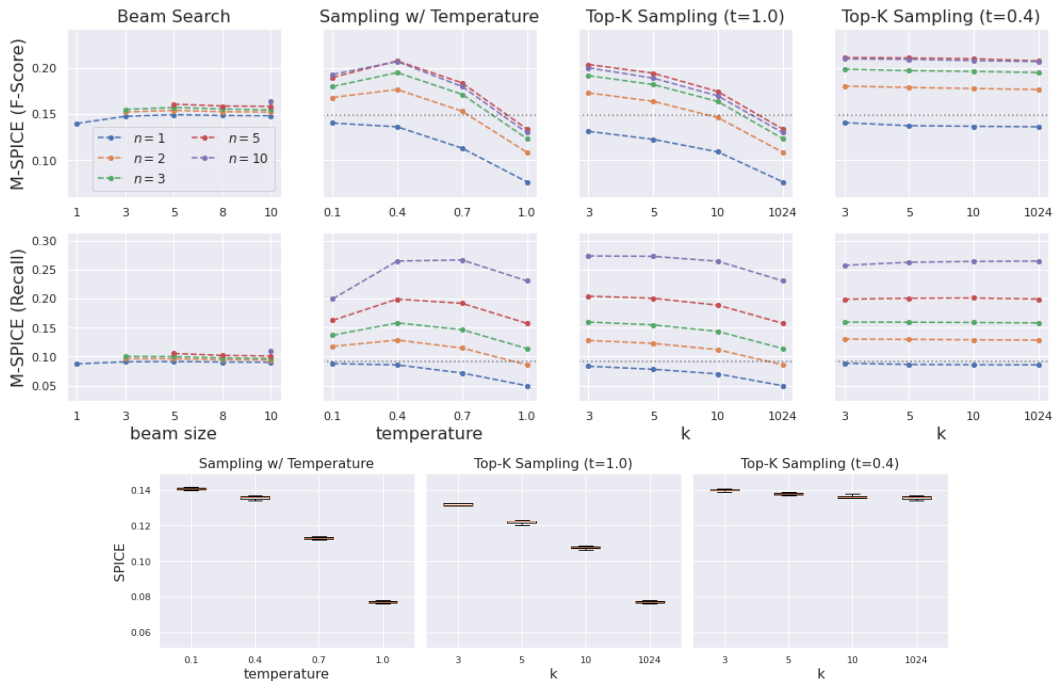 Beam Search
Sampling w/ Temperature
Top-K Sampling (t=1.0)
Top-K Sampling (t=0.4)
M-SPICE (F-Score)
0.20
0.15
0.10
n = 1
n = 2
n = 3
n = 5
n = 10
1 3 5 8 10
0.1 0.4 0.7 1.0
3 5 10 1024
3 5 10 1024
M-SPICE (Recall)
0.30
0.25
0.20
0.15
0.10
0.05
1 3 5 8 10
0.1 0.4 0.7 1.0
3 5 10 1024
3 5 10 1024
beam size
temperature
k
k
Sampling w/ Temperature
Top-K Sampling (t=1.0)
Top-K Sampling (t=0.4)
SPICE
0.14
0.12
0.10
0.08
0.06
0.1 0.4 0.7 1.0
3 5 10 1024
3 5 10 1024
temperature
k
k